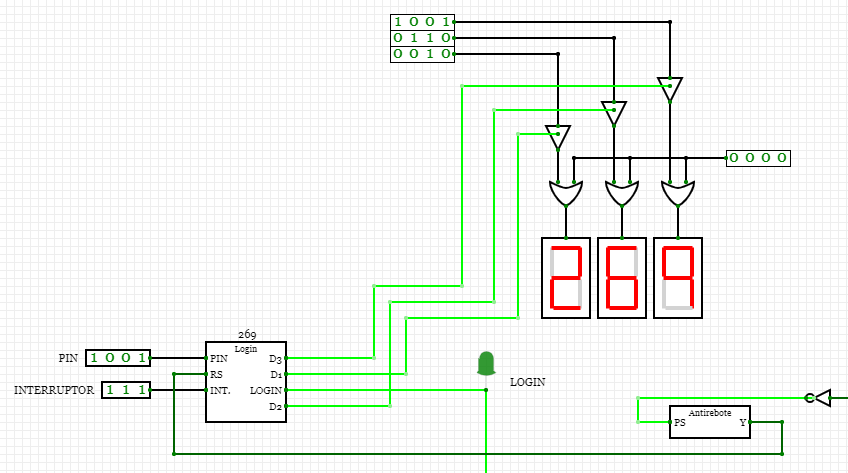 1 0 0 1
0 1 1 0
0 0 1 0
0 0 0 0
269
269
Login
PIN 1 0 0 1 PIN D3
RS D1
INTERRUPTOR 1 1 1 INT. LOGIN
D2
LOGIN
Antirebote
PS Y